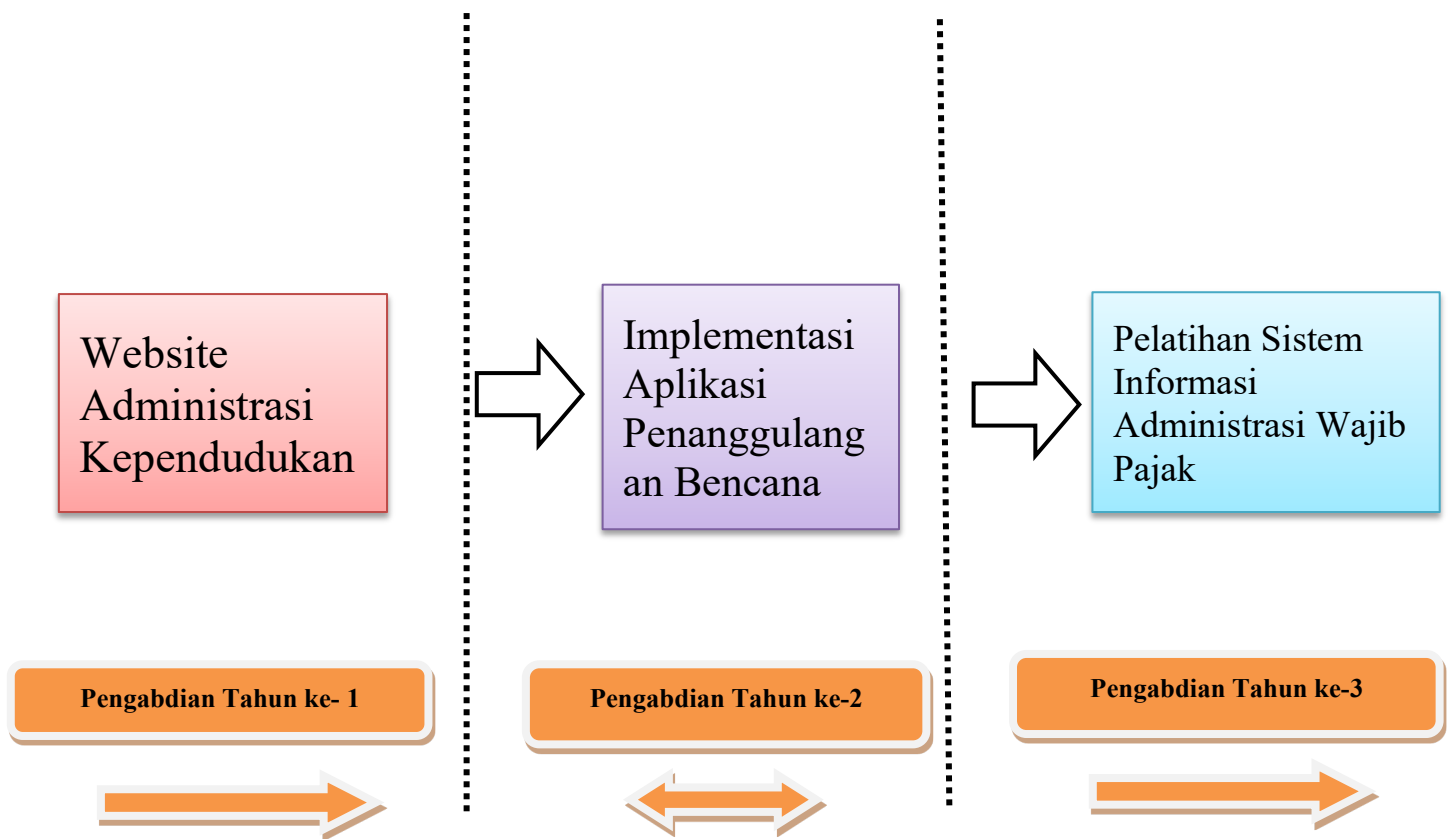 Website
Administrasi
Kependudukan
Implementasi
Aplikasi
Penanggulang
an Bencana
Pelatihan Sistem
Informasi
Administrasi Wajib
Pajak
Pengabdian Tahun ke- 1
Pengabdian Tahun ke-2
Pengabdian Tahun ke-3